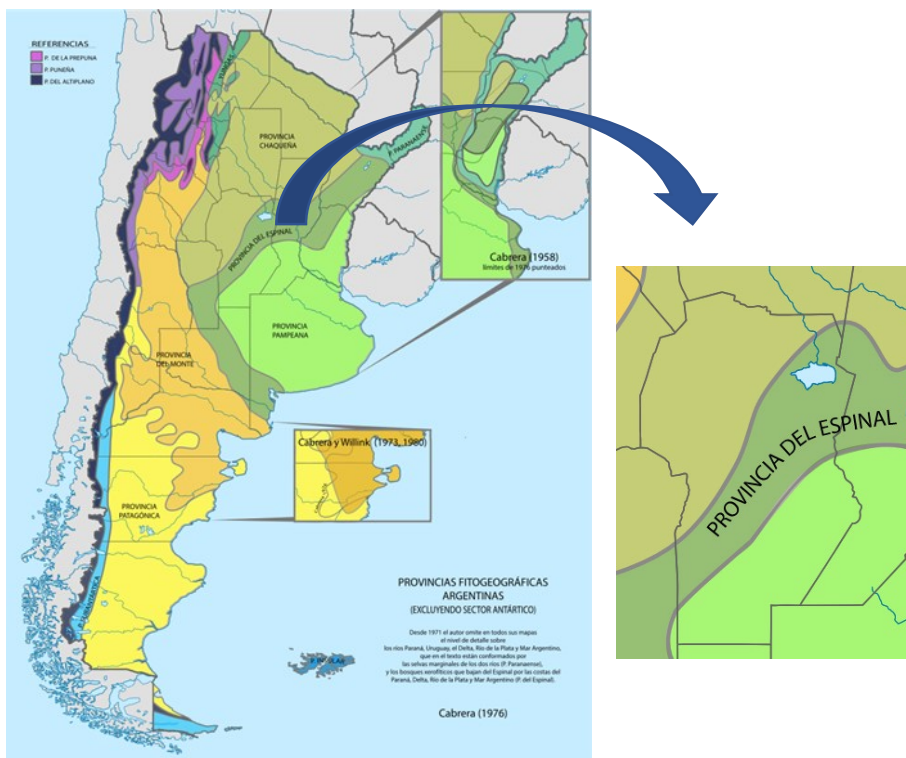 REFERENCIAS
P. DE LA PREPUNA
P. PUNEÑA
P. DEL ALTIPLANO
YUNGAS
PROVINCIA
CHAQUEÑA
P. PARANAENSE
PROVINCIA DEL ESPINAL
PROVINCIA
PAMPEANA
PROVINCIA
DEL MONTE
PROVINCIA
PATAGÓNICA
P. SUBANTÁRTICA
P. INSULAR
Cabrera (1958)
límites de 1976 punteados
Cabrera y Willink (1973, 1980)
PROVINCIAS FITOGEOGRÁFICAS
ARGENTINAS
(EXCLUYENDO SECTOR ANTÁRTICO)
Desde 1971 el autor omite en todos sus mapas
el nivel de detalle sobre
los ríos Paraná, Uruguay, el Delta, Río de la Plata y Mar Argentino,
que en el texto están conformados por
las selvas marginales de los dos ríos (P. Paranaense),
y los bosques xerofíticos que bajan del Espinal por las costas del
Paraná, Delta, Río de la Plata y Mar Argentino (P. del Espinal).
Cabrera (1976)
PROVINCIA DEL ESPINAL